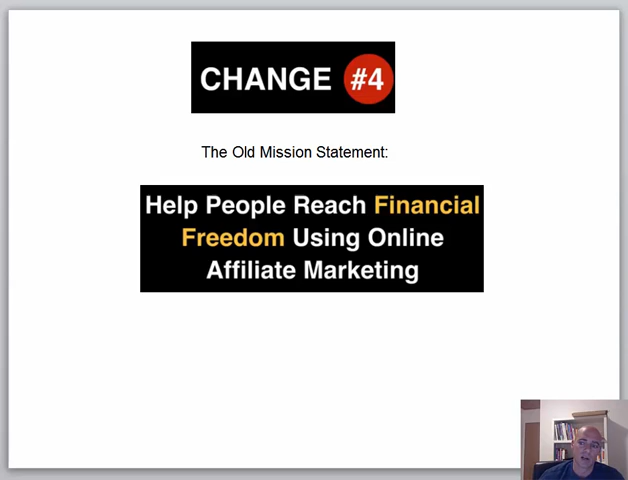 CHANGE #4
The Old Mission Statement:
Help People Reach Financial
Freedom Using Online
Affiliate Marketing